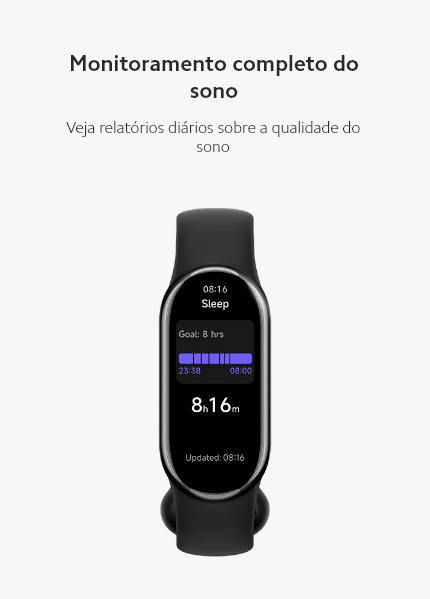 Monitoramento completo do
sono
Veja relatórios diários sobre a qualidade do
sono
08:16
Sleep
Goal: 8 hrs
23:38 08:00
8h16m
Updated: 08:16